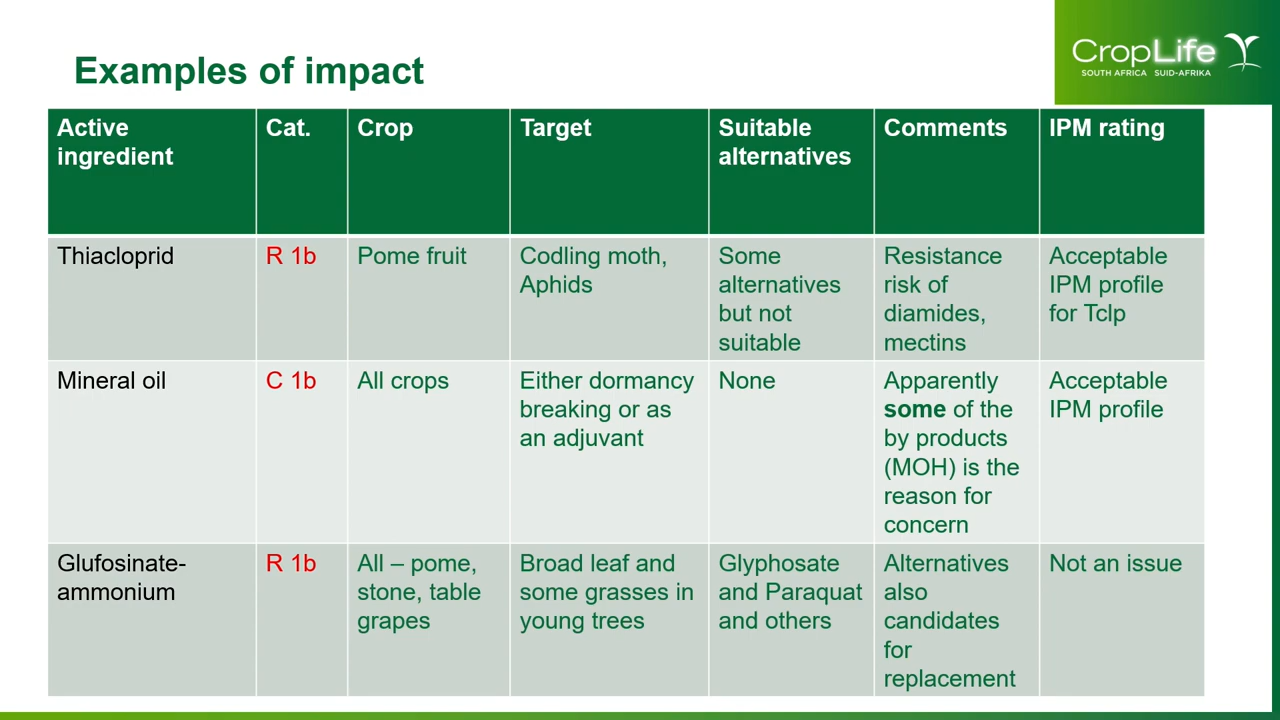 CropLife
SOUTH AFRICA SUID-AFRIKA
Examples of impact
Active
ingredient
Cat.
Crop
Target
Suitable
alternatives
Comments
IPM rating
Thiacloprid
R 1b
Pome fruit
Codling moth,
Aphids
Some
alternatives
but not
suitable
Resistance
risk of
diamides,
mectins
Acceptable
IPM profile
for Tclp
Mineral oil
C 1b
All crops
Either dormancy
breaking or as
an adjuvant
None
Apparently
some of the
by products
(MOH) is the
reason for
concern
Acceptable
IPM profile
Glufosinate-
ammonium
R 1b
All – pome,
stone, table
grapes
Broad leaf and
some grasses in
young trees
Glyphosate
and Paraquat
and others
Alternatives
also
candidates
for
replacement
Not an issue